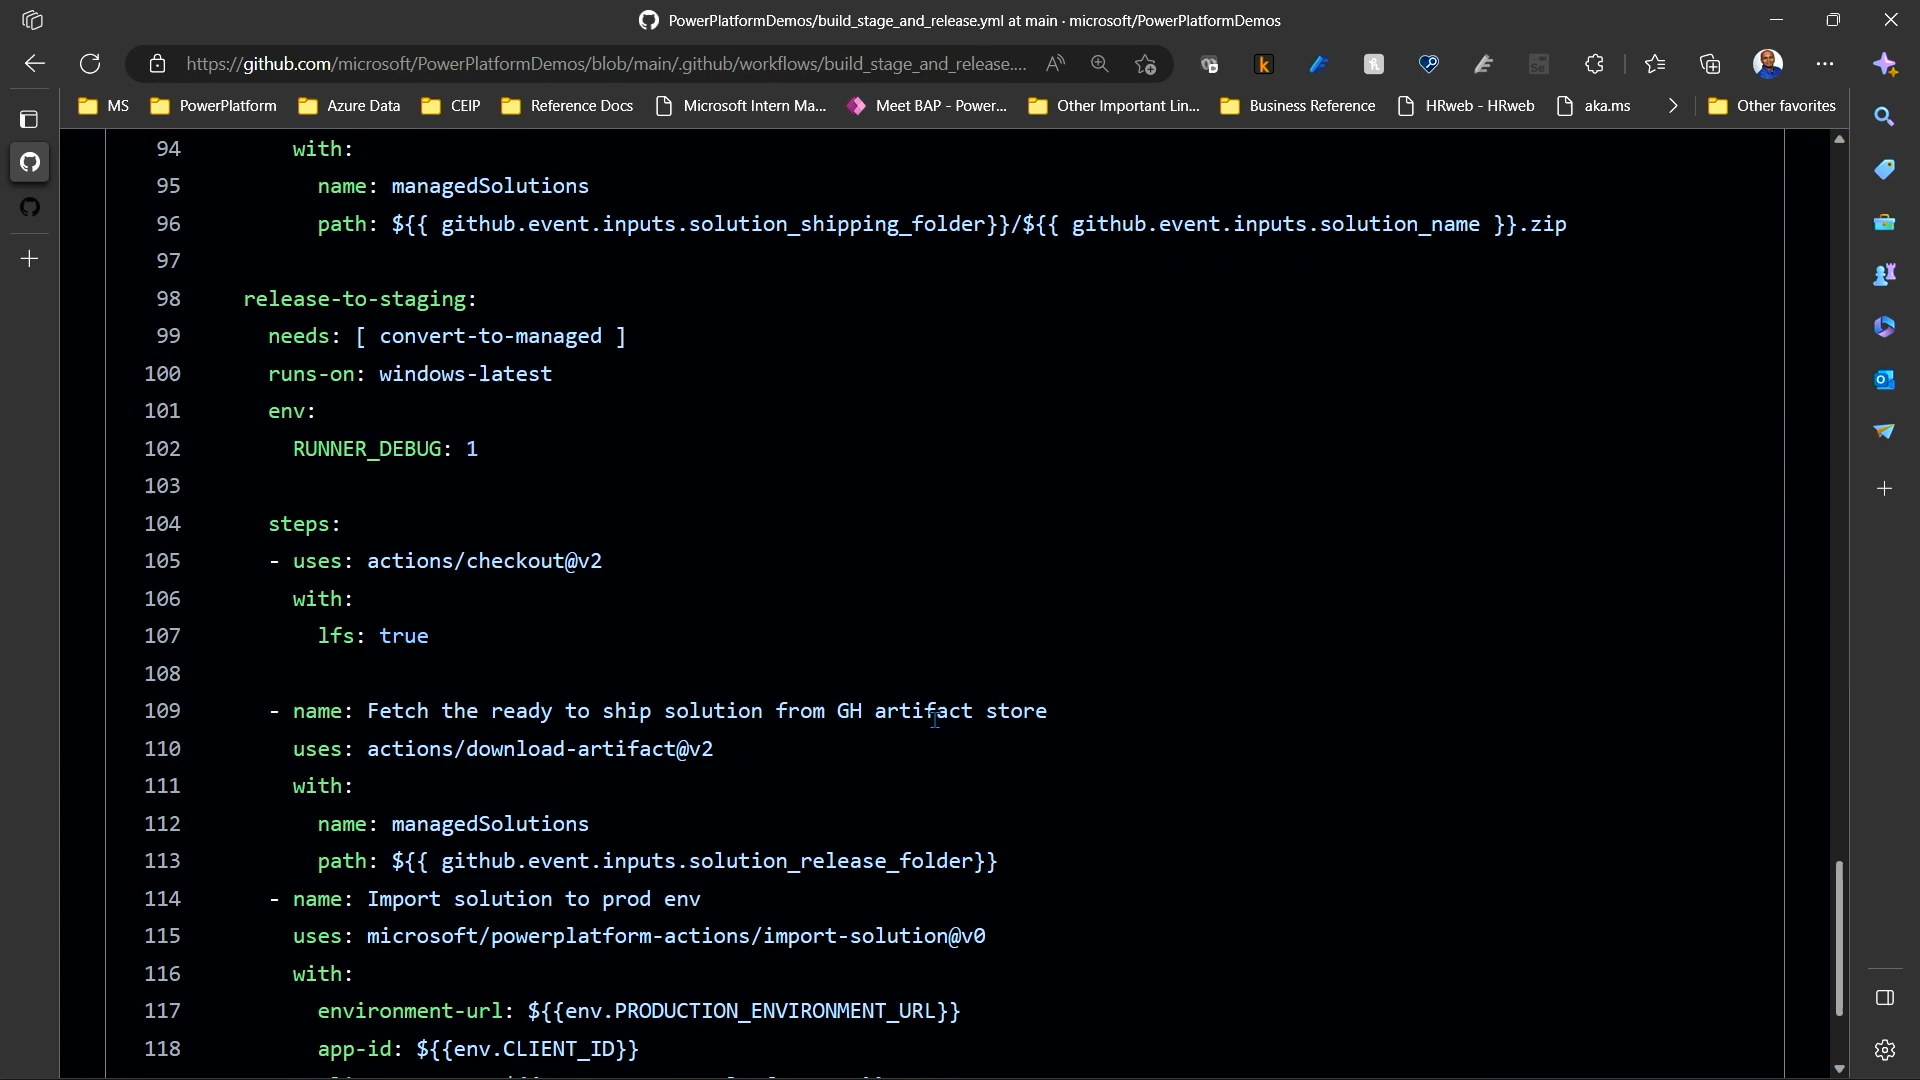 PowerPlatformDemos/build_stage_and_release.yml at main · microsoft/PowerPlatformDemos
https://github.com/microsoft/PowerPlatformDemos/blob/main/.github/workflows/build_stage_and_release....
MS PowerPlatform Azure Data CEIP Reference Docs Microsoft Intern Ma... Meet BAP - Power... Other Important Lin... Business Reference HRweb - HRweb aka.ms Other favorites
94 with:
95 name: managedSolutions
96 path: ${{ github.event.inputs.solution_shipping_folder}}/${{ github.event.inputs.solution_name }}.zip
97
98 release-to-staging:
99 needs: [ convert-to-managed ]
100 runs-on: windows-latest
101 env:
102 RUNNER_DEBUG: 1
103
104 steps:
105 - uses: actions/checkout@v2
106 with:
107 lfs: true
108
109 - name: Fetch the ready to ship solution from GH artifact store
110 uses: actions/download-artifact@v2
111 with:
112 name: managedSolutions
113 path: ${{ github.event.inputs.solution_release_folder}}
114 - name: Import solution to prod env
115 uses: microsoft/powerplatform-actions/import-solution@v0
116 with:
117 environment-url: ${{env.PRODUCTION_ENVIRONMENT_URL}}
118 app-id: ${{env.CLIENT_ID}}